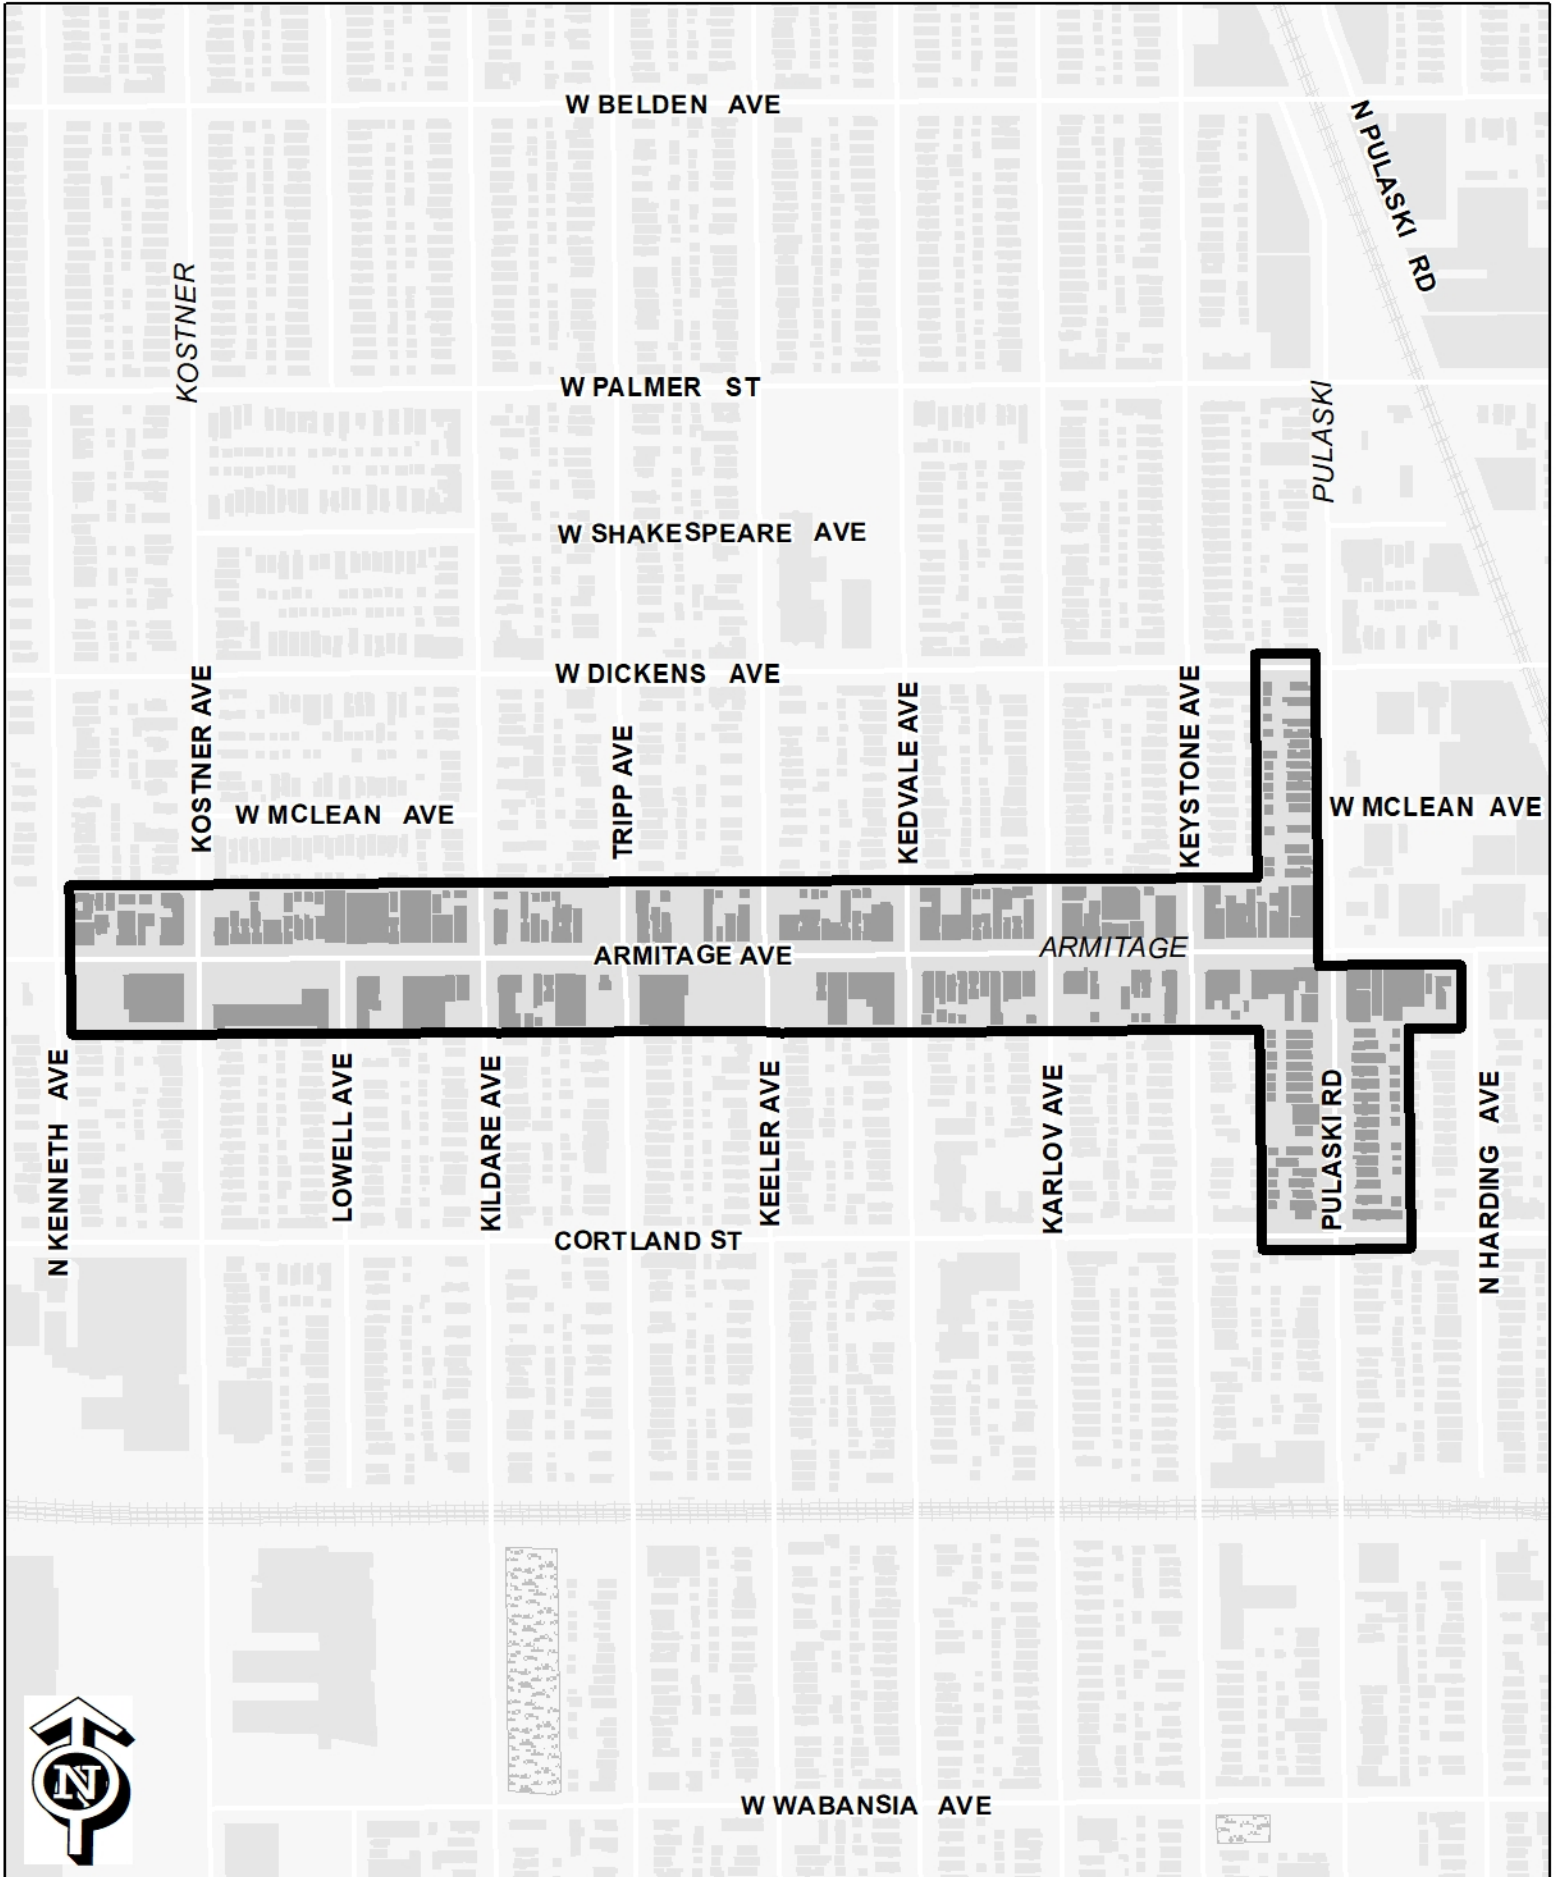 W BELDEN AVE
N PULASKI RD
KOSTNER
W PALMER ST
PULASKI
W SHAKESPEARE AVE
W DICKENS AVE
KOSTNER AVE
TRIPP AVE
KEDVALE AVE
KEYSTONE AVE
W MCLEAN AVE
W MCLEAN AVE
ARMITAGE AVE
ARMITAGE
N KENNETH AVE
LOWELL AVE
KILDARE AVE
KEELER AVE
KARLOV AVE
PULASKI RD
N HARDING AVE
CORTLAND ST
N
W WABANSIA AVE